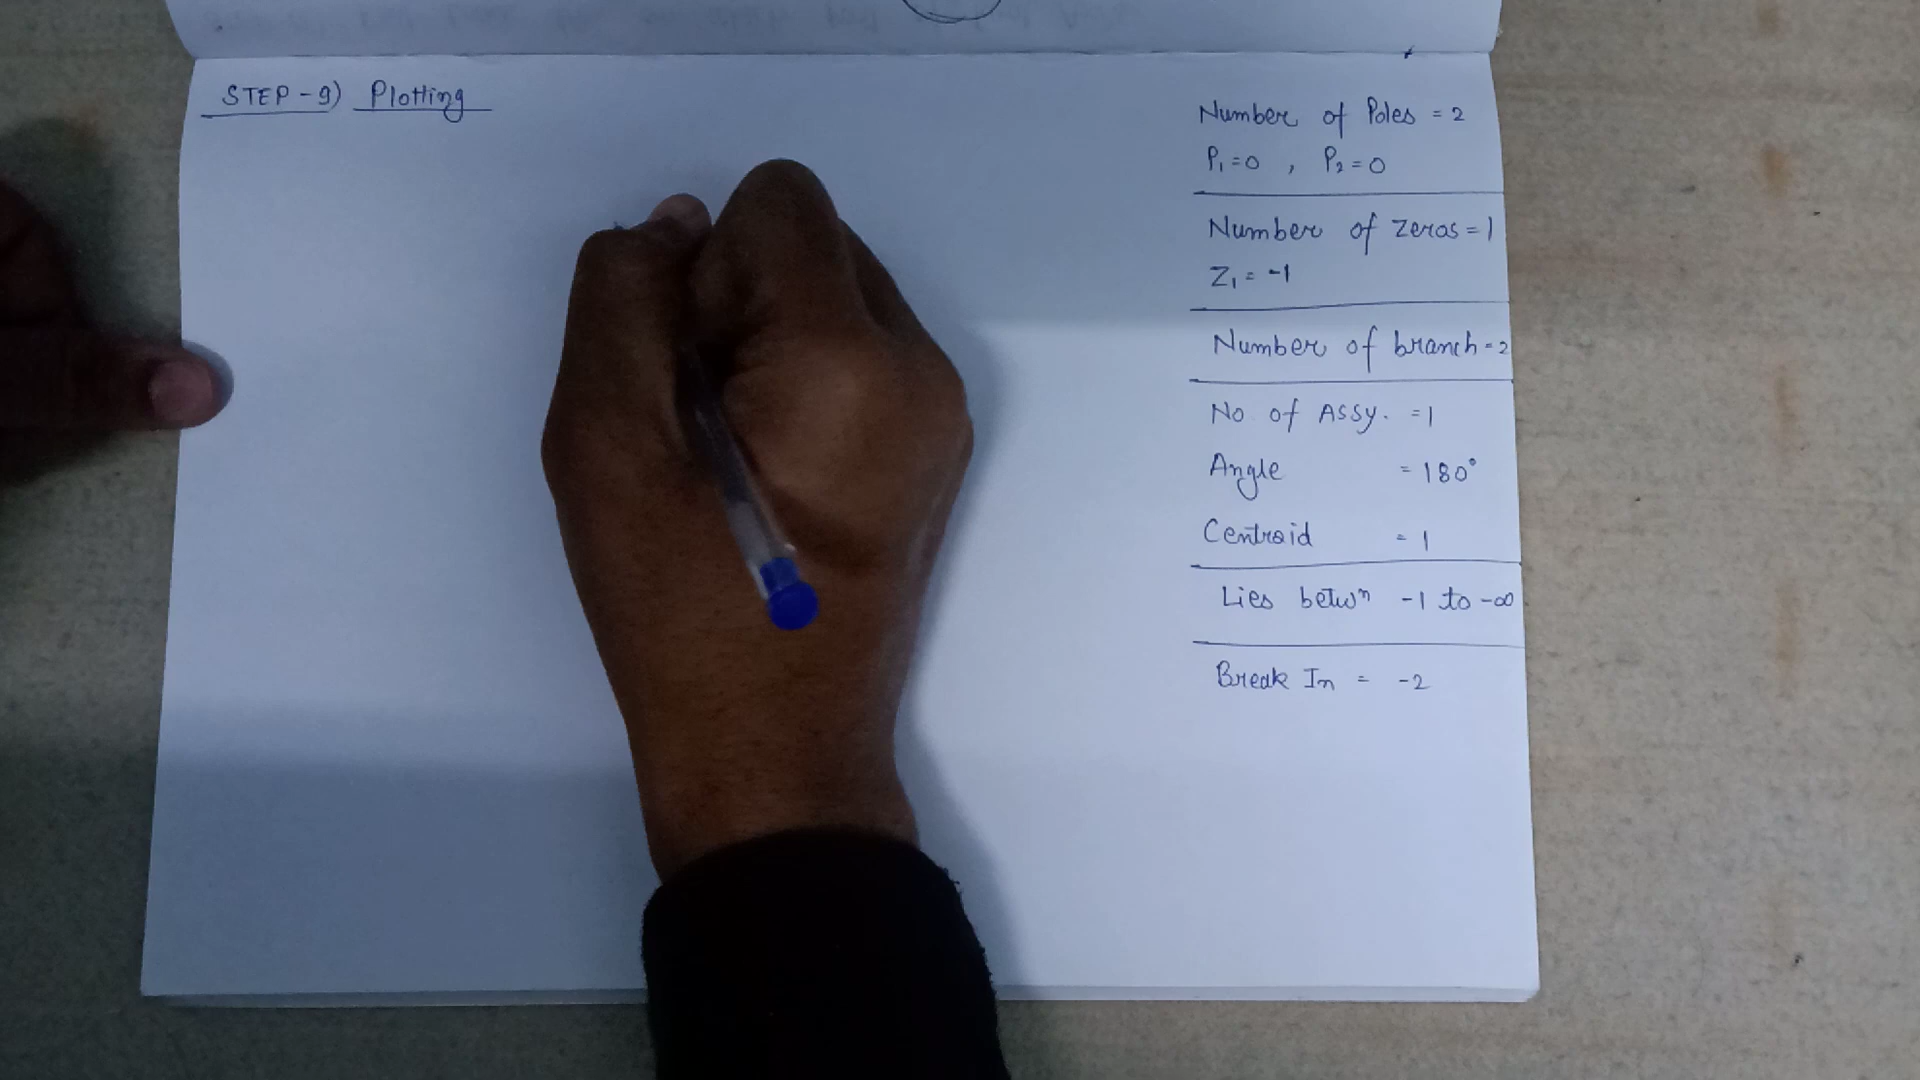 STEP-9) Plotting
Number of Poles = 2
P₁=0 , P₂=0
Number of zeros=1
Z₁= -1
Number of branch=2
No. of Assy. =1
Angle = 180°
Centroid = 1
Lies betwⁿ -1 to -∞
Break In = -2